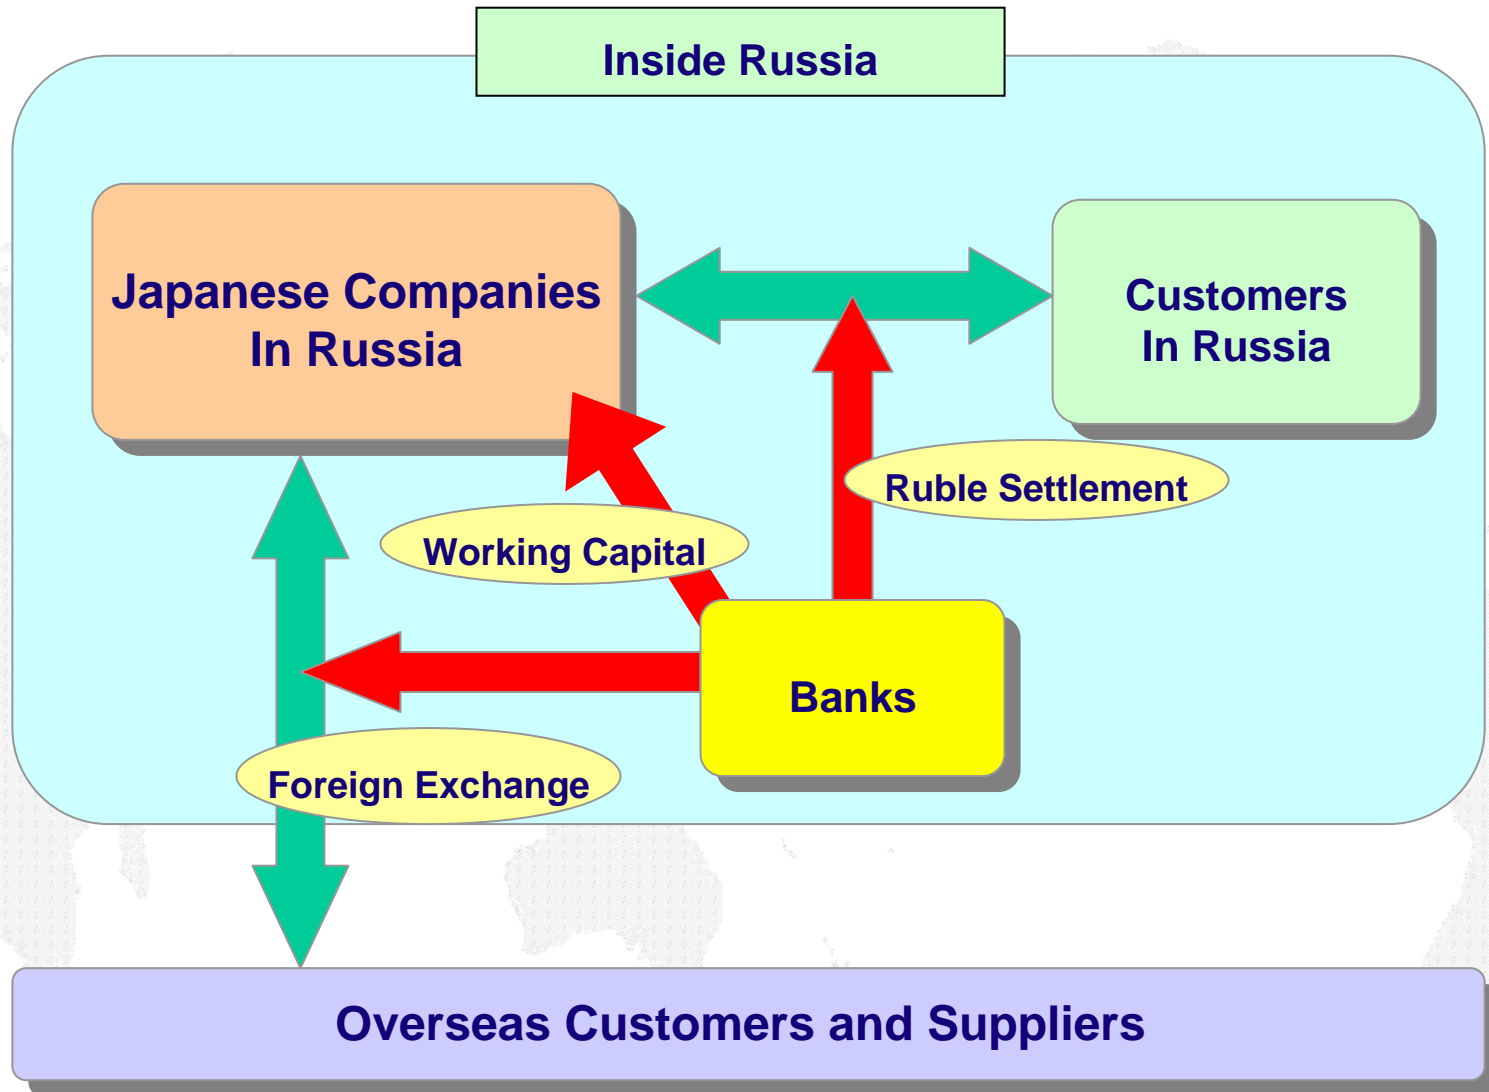 Inside Russia
Japanese Companies
In Russia
Customers
In Russia
Ruble Settlement
Working Capital
Banks
Foreign Exchange
Overseas Customers and Suppliers